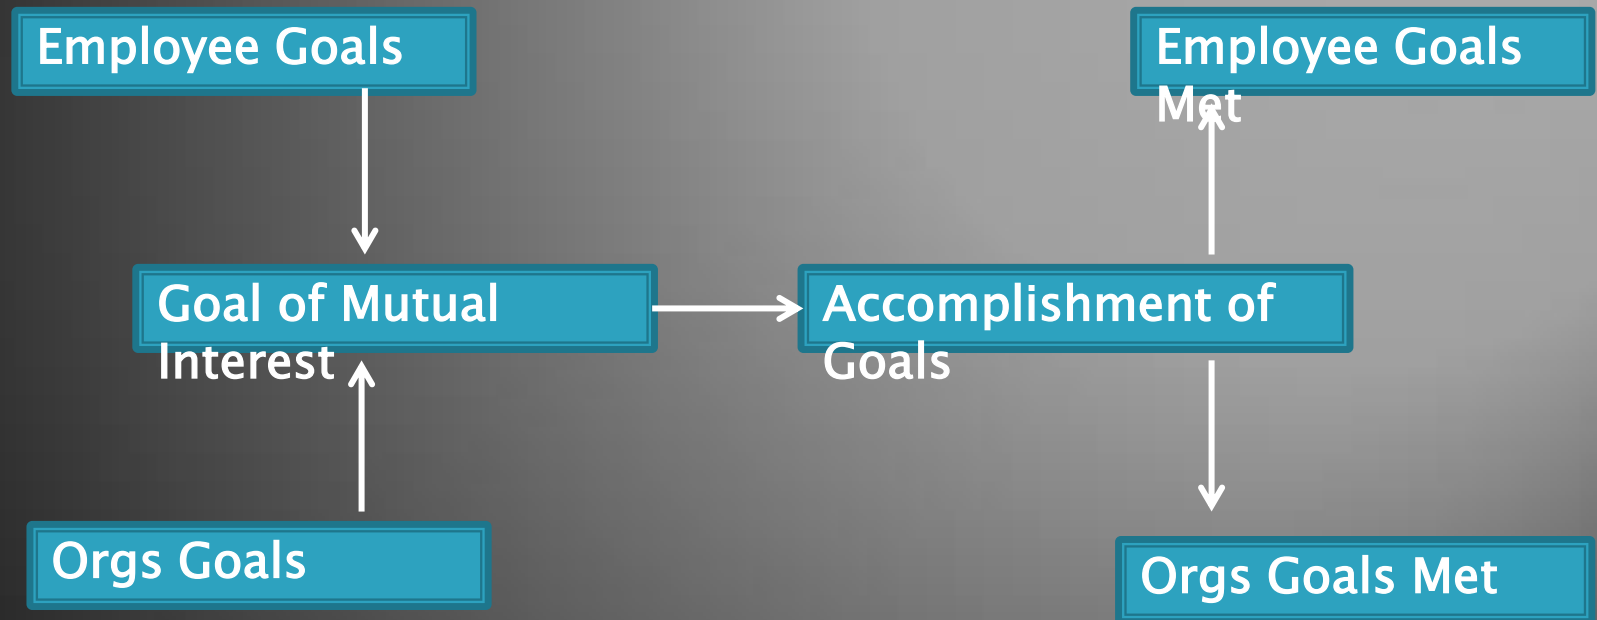 Employee Goals
Employee Goals
Met
Goal of Mutual
Interest
Accomplishment of
Goals
Orgs Goals
Orgs Goals Met